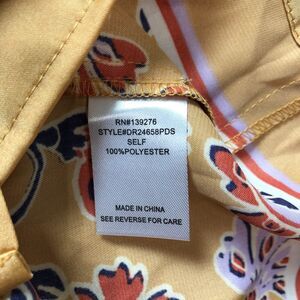 RN#139276
STYLE#DR24658PDS
SELF
100%POLYESTER
MADE IN CHINA
SEE REVERSE FOR CARE